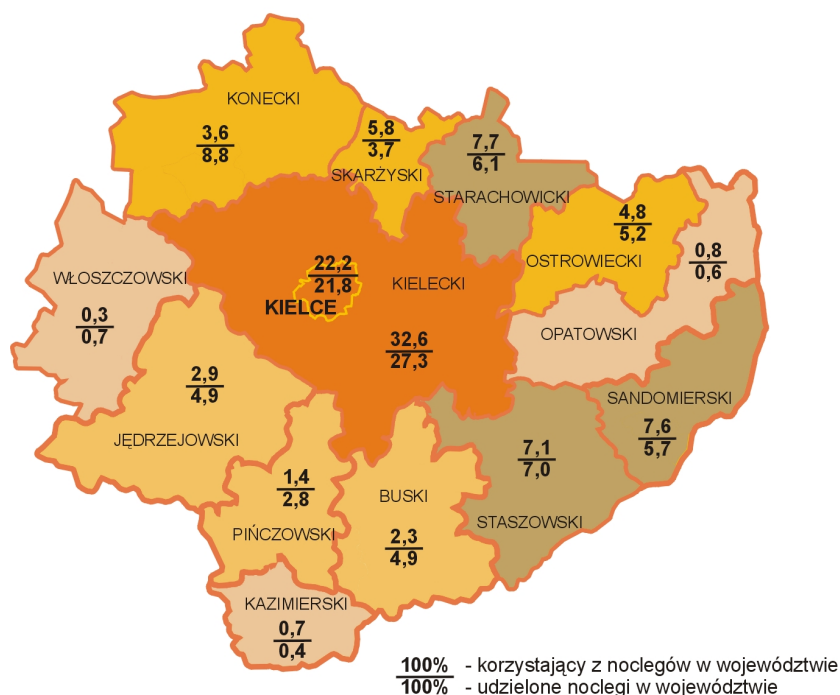 KONECKI
3,6
8,8
5,8
3,7
SKARŻYSKI
7,7
6,1
STARACHOWICKI
4,8
5,2
OSTROWIECKI
0,8
0,6
OPATOWSKI
WŁOSZCZOWSKI
0,3
0,7
22,2
21,8
KIELCE
KIELECKI
32,6
27,3
2,9
4,9
JĘDRZEJOWSKI
SANDOMIERSKI
7,6
5,7
7,1
7,0
STASZOWSKI
1,4
2,8
PIŃCZOWSKI
BUSKI
2,3
4,9
KAZIMIERSKI
0,7
0,4
100% - korzystający z noclegów w województwie
100% - udzielone noclegi w województwie